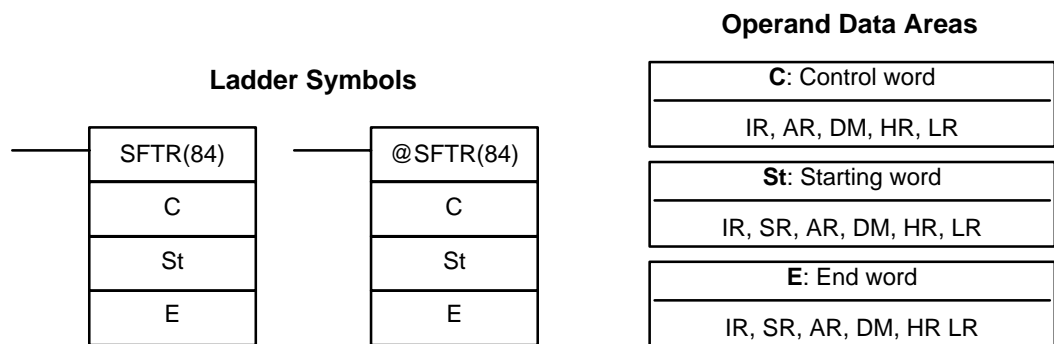 Ladder Symbols
SFTR(84)
C
St
E
@SFTR(84)
C
St
E
Operand Data Areas
C: Control word
IR, AR, DM, HR, LR
St: Starting word
IR, SR, AR, DM, HR, LR
E: End word
IR, SR, AR, DM, HR LR